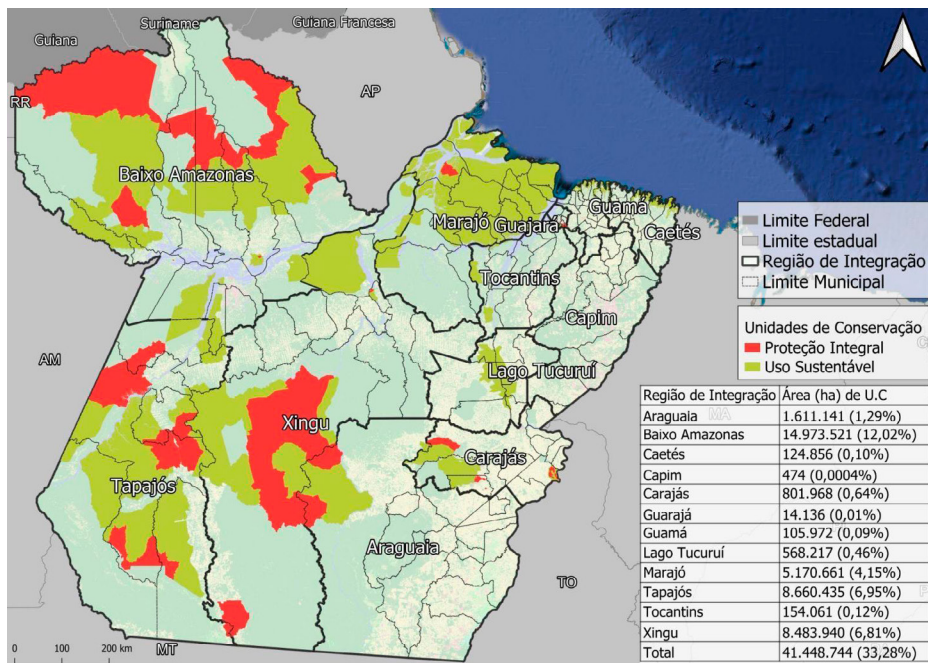 Suriname
Guiana Francesa
Guiana
RR
AP
Baixo Amazonas
Marajó
Guajará
Guamá
Caetés
Tocantins
Capim
AM
Lago Tucuruí
Xingu
Carajás
Tapajós
Araguaia
TO
MT
0 100 200 km
Limite Federal
Limite estadual
Região de Integração
Limite Municipal
Unidades de Conservação
Proteção Integral
Uso Sustentável
Região de Integração Área (ha) de U.C
Araguaia 1.611.141 (1,29%)
Baixo Amazonas 14.973.521 (12,02%)
Caetés 124.856 (0,10%)
Capim 474 (0,0004%)
Carajás 801.968 (0,64%)
Guarajá 14.136 (0,01%)
Guamá 105.972 (0,09%)
Lago Tucuruí 568.217 (0,46%)
Marajó 5.170.661 (4,15%)
Tapajós 8.660.435 (6,95%)
Tocantins 154.061 (0,12%)
Xingu 8.483.940 (6,81%)
Total 41.448.744 (33,28%)
MA